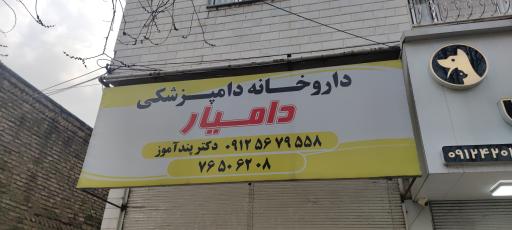 داروخانه دامپزشکی
دامیار
۰۹۱۲۵۶۷۹۵۵۸ دکتر پندآموز
۷۶۵۰۶۲۰۸